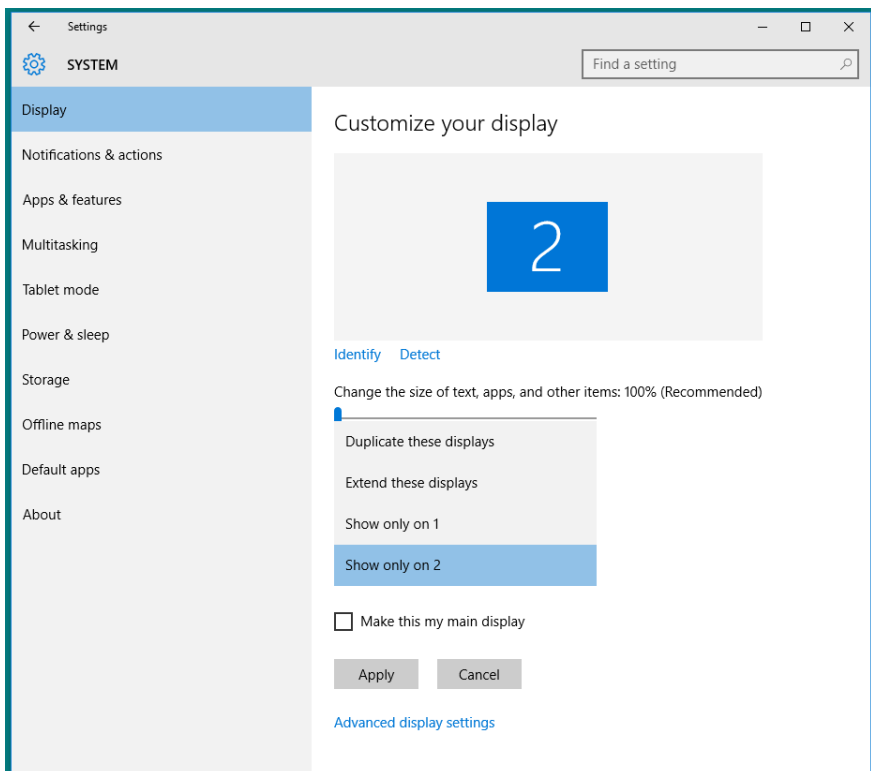 Settings
SYSTEM
Find a setting
Display
Notifications & actions
Apps & features
Multitasking
Tablet mode
Power & sleep
Storage
Offline maps
Default apps
About
Customize your display
2
Identify Detect
Change the size of text, apps, and other items: 100% (Recommended)
Duplicate these displays
Extend these displays
Show only on 1
Show only on 2
Make this my main display
Apply Cancel
Advanced display settings